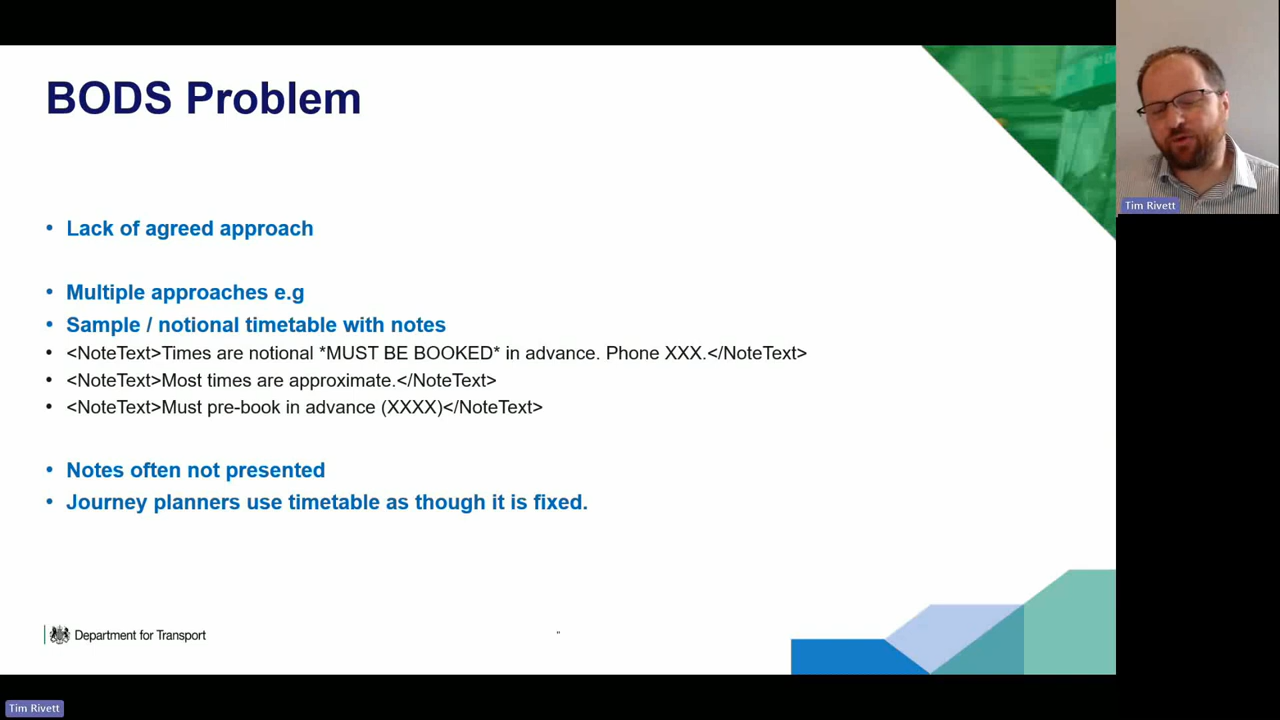 BODS Problem
• Lack of agreed approach
• Multiple approaches e.g
• Sample / notional timetable with notes
• <NoteText>Times are notional *MUST BE BOOKED* in advance. Phone XXX.</NoteText>
• <NoteText>Most times are approximate.</NoteText>
• <NoteText>Must pre-book in advance (XXXX)</NoteText>
• Notes often not presented
• Journey planners use timetable as though it is fixed.
Department for Transport
"
Tim Rivett
Tim Rivett